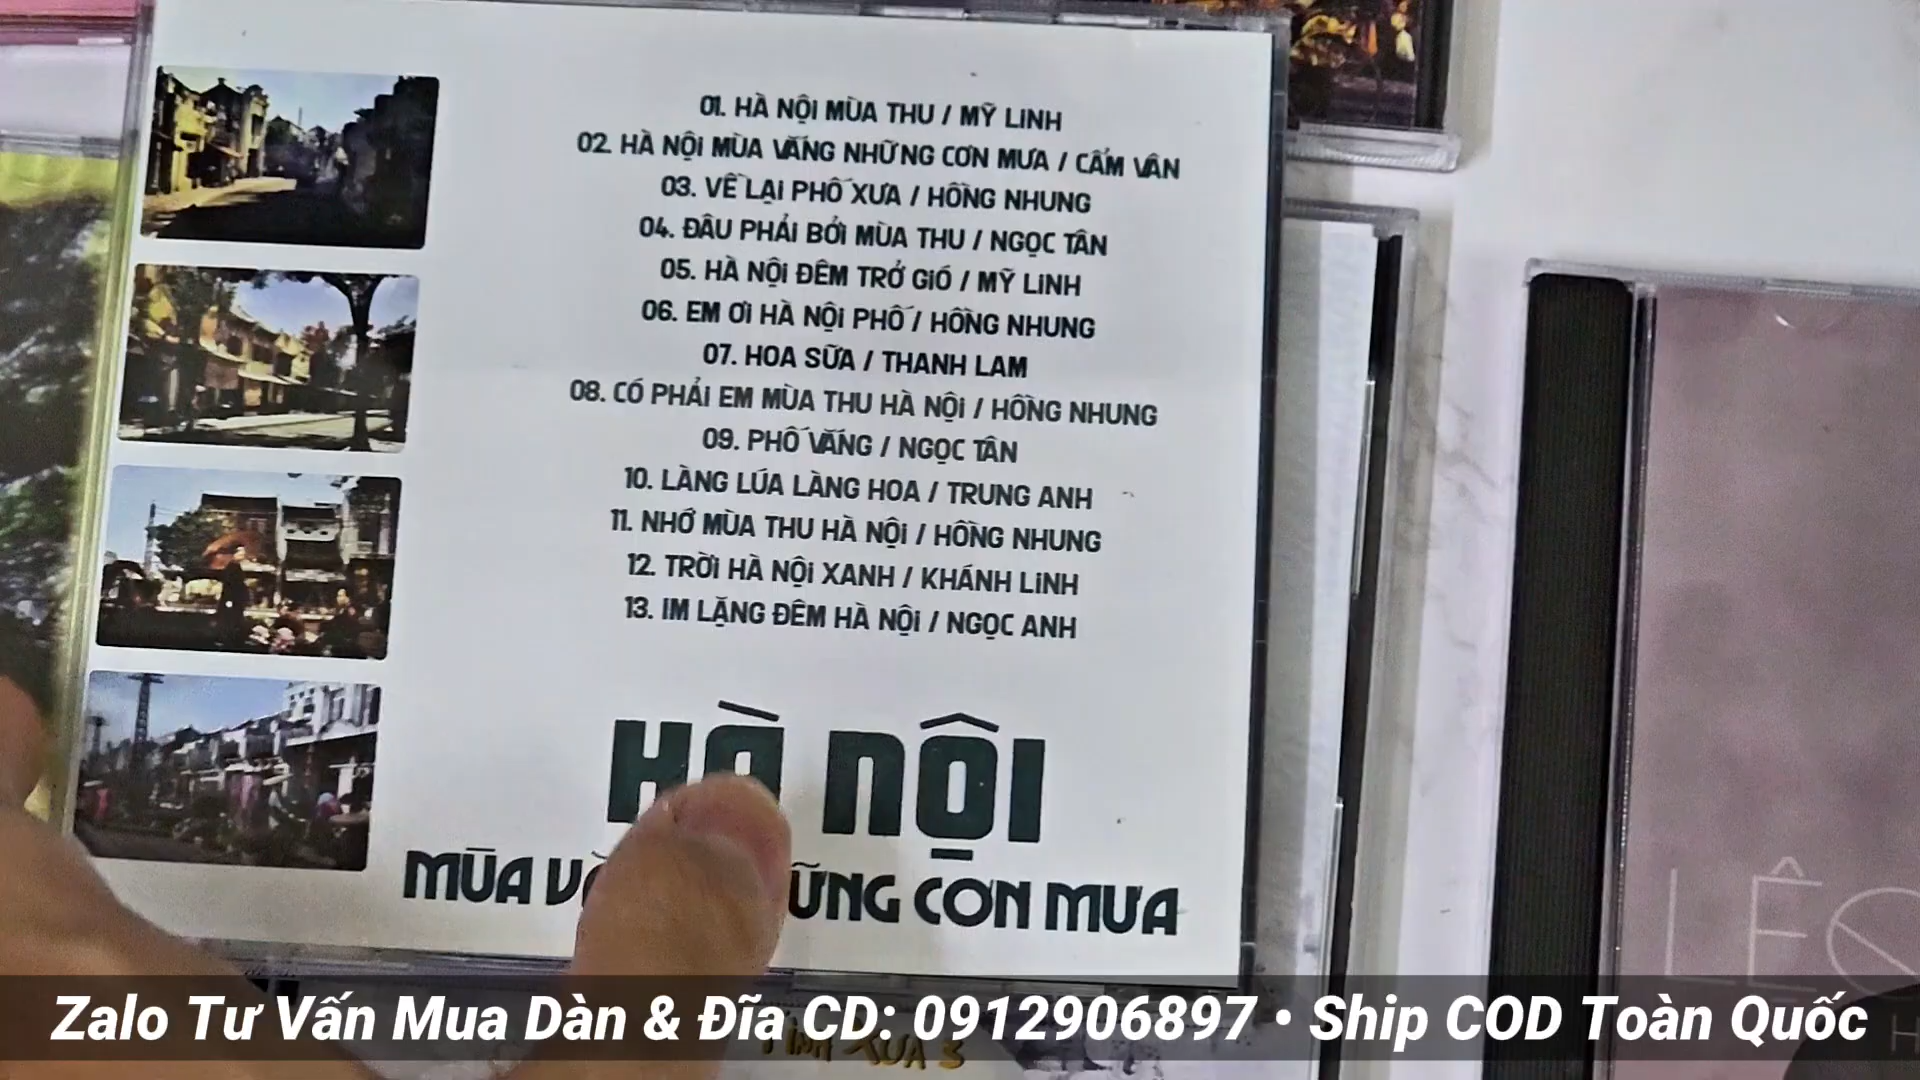 01. HÀ NỘI MÙA THU / MỸ LINH
02. HÀ NỘI MÙA VẮNG NHỮNG CƠN MƯA / CẨM VÂN
03. VỀ LẠI PHỐ XƯA / HỒNG NHUNG
04. ĐÂU PHẢI BỞI MÙA THU / NGỌC TÂN
05. HÀ NỘI ĐÊM TRỞ GIÓ / MỸ LINH
06. EM ƠI HÀ NỘI PHỐ / HỒNG NHUNG
07. HOA SỮA / THANH LAM
08. CÓ PHẢI EM MÙA THU HÀ NỘI / HỒNG NHUNG
09. PHỐ VẮNG / NGỌC TÂN
10. LÀNG LÚA LÀNG HOA / TRUNG ANH
11. NHỚ MÙA THU HÀ NỘI / HỒNG NHUNG
12. TRỜI HÀ NỘI XANH / KHÁNH LINH
13. IM LẶNG ĐÊM HÀ NỘI / NGỌC ANH
HÀ NỘI
MÙA CƠN MƯA
LÊ
Zalo Tư Vấn Mua Dàn & Đĩa CD: 0912906897 • Ship COD Toàn Quốc
XƯA 3